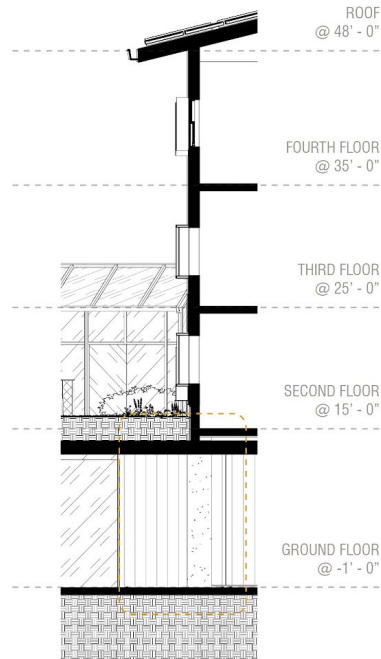 ROOF
@ 48' - 0"
FOURTH FLOOR
@ 35' - 0"
THIRD FLOOR
@ 25' - 0"
SECOND FLOOR
@ 15' - 0"
GROUND FLOOR
@ -1' - 0"